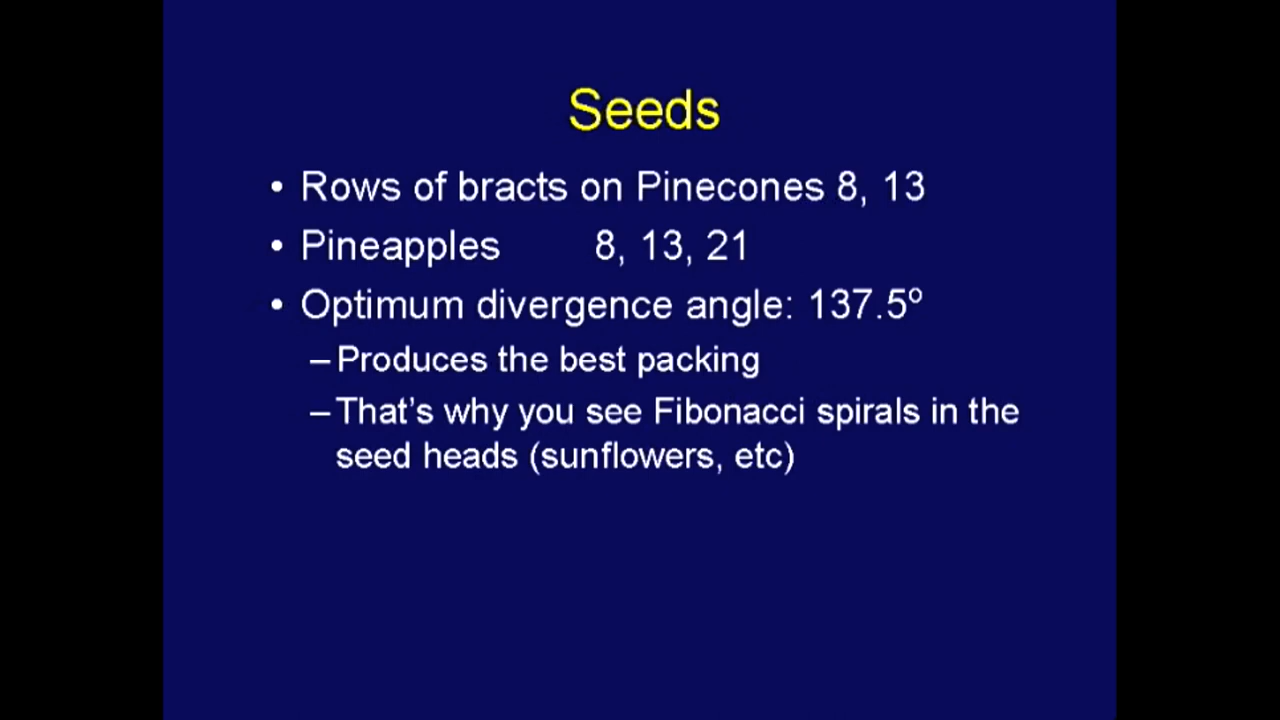 Seeds
• Rows of bracts on Pinecones 8, 13
• Pineapples 8, 13, 21
• Optimum divergence angle: 137.5º
– Produces the best packing
– That’s why you see Fibonacci spirals in the
seed heads (sunflowers, etc)